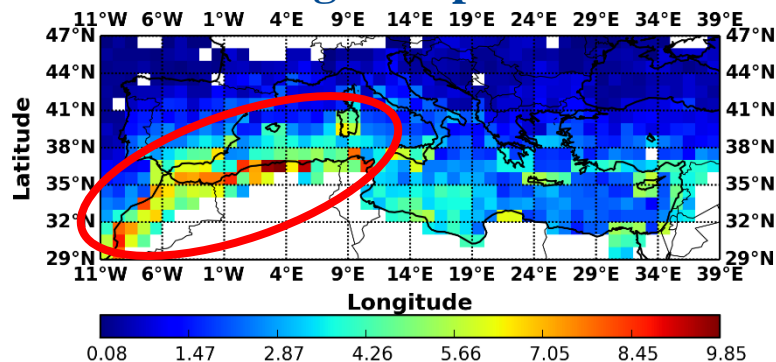 47°N 47°N
44°N 44°N
41°N 41°N
38°N 38°N
35°N 35°N
32°N 32°N
29°N 29°N
Latitude
11°W 6°W 1°W 4°E 9°E 14°E 19°E 24°E 29°E 34°E 39°E
11°W 6°W 1°W 4°E 9°E 14°E 19°E 24°E 29°E 34°E 39°E
Longitude
0.08 1.47 2.87 4.26 5.66 7.05 8.45 9.85